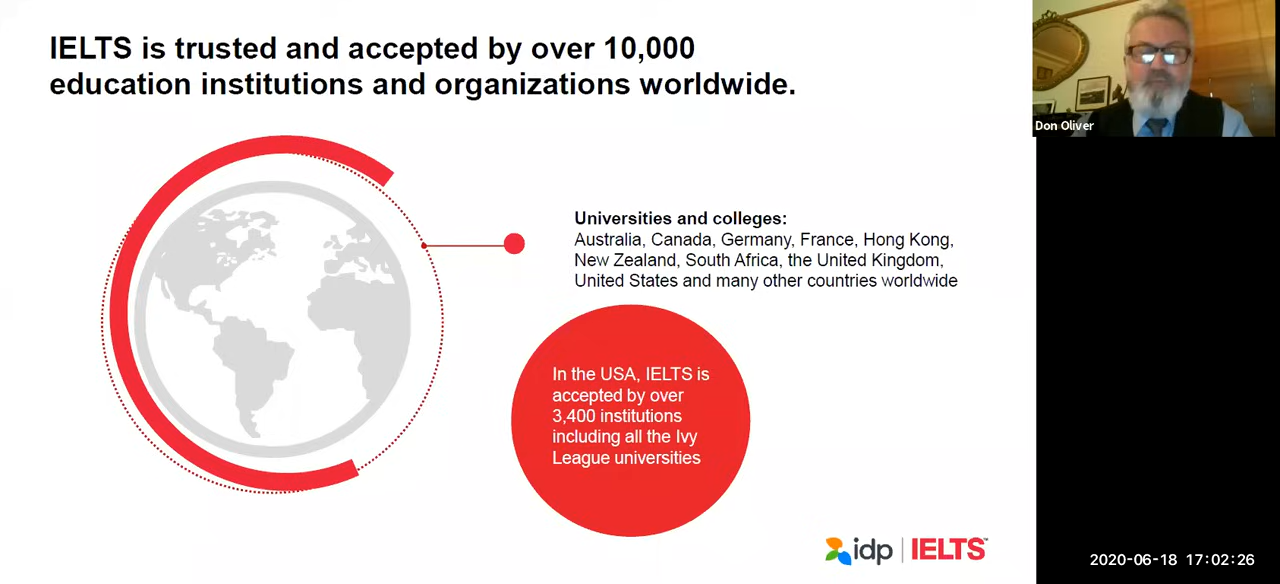 IELTS is trusted and accepted by over 10,000
education institutions and organizations worldwide.
Don Oliver
Universities and colleges:
Australia, Canada, Germany, France, Hong Kong,
New Zealand, South Africa, the United Kingdom,
United States and many other countries worldwide
In the USA, IELTS is
accepted by over
3,400 institutions
including all the Ivy
League universities
idp | IELTS™
2020-06-18 17:02:26